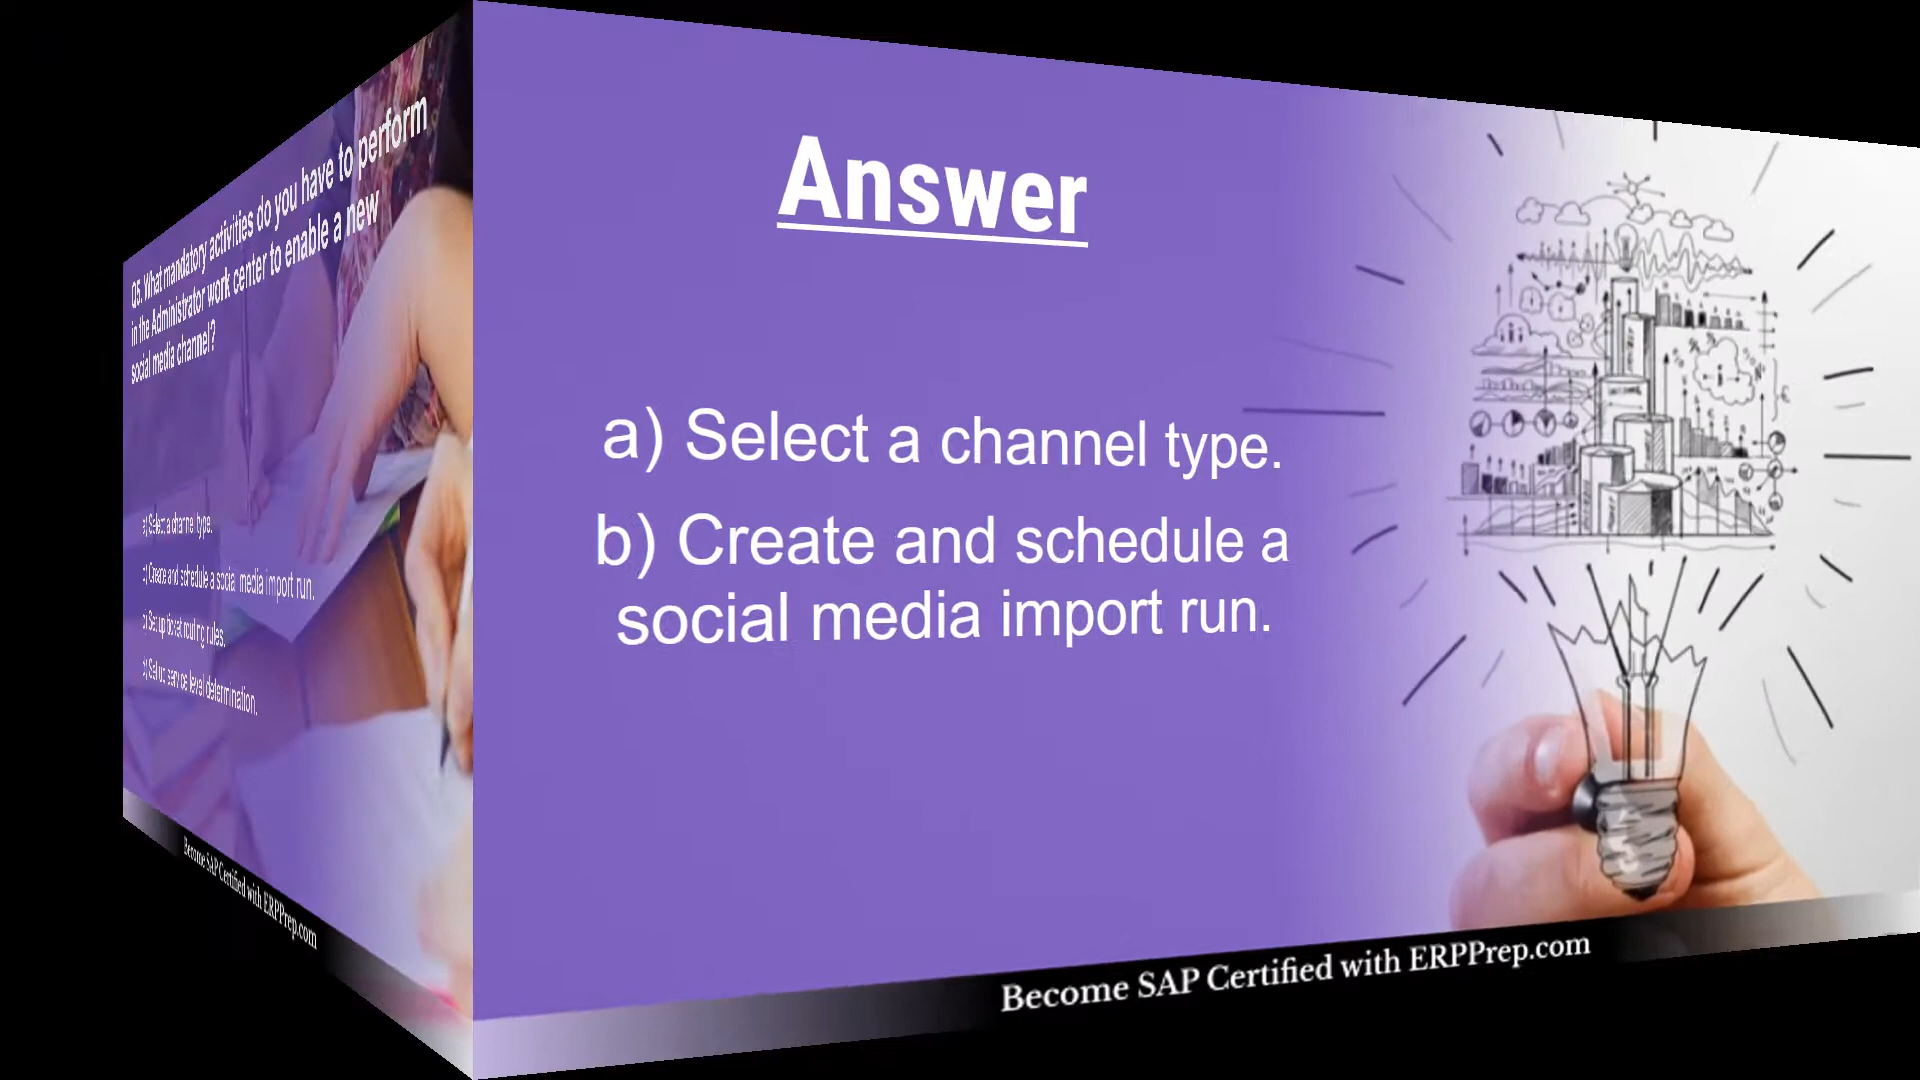 Q5. What mandatory activities do you have to perform
in the Administrator work center to enable a new
social media channel?
a) Select a channel type.
Create and schedule a social media import run.
Set up ticket routing rules.
Set up service level determination.
Become SAP Certified with ERPPrep.com
Answer
a) Select a channel type.
b) Create and schedule a
social media import run.
Become SAP Certified with ERPPrep.com